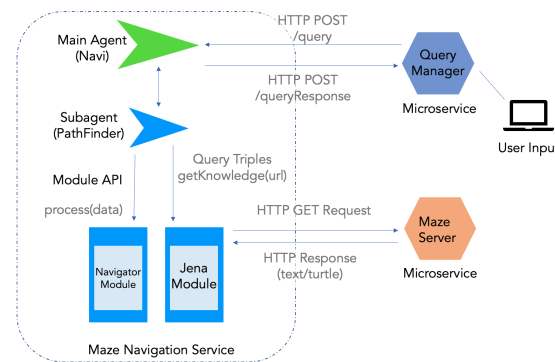 HTTP POST
/query
Main Agent
(Navi)
Query
Manager
HTTP POST
/queryResponse
Microservice
Subagent
(PathFinder)
User Inpu
Query Triples
getKnowledge(url)
Module API
process(data)
HTTP GET Request
Maze
Server
Navigator
Module
Jena
Module
HTTP Response
(text/turtle)
Microservice
Maze Navigation Service